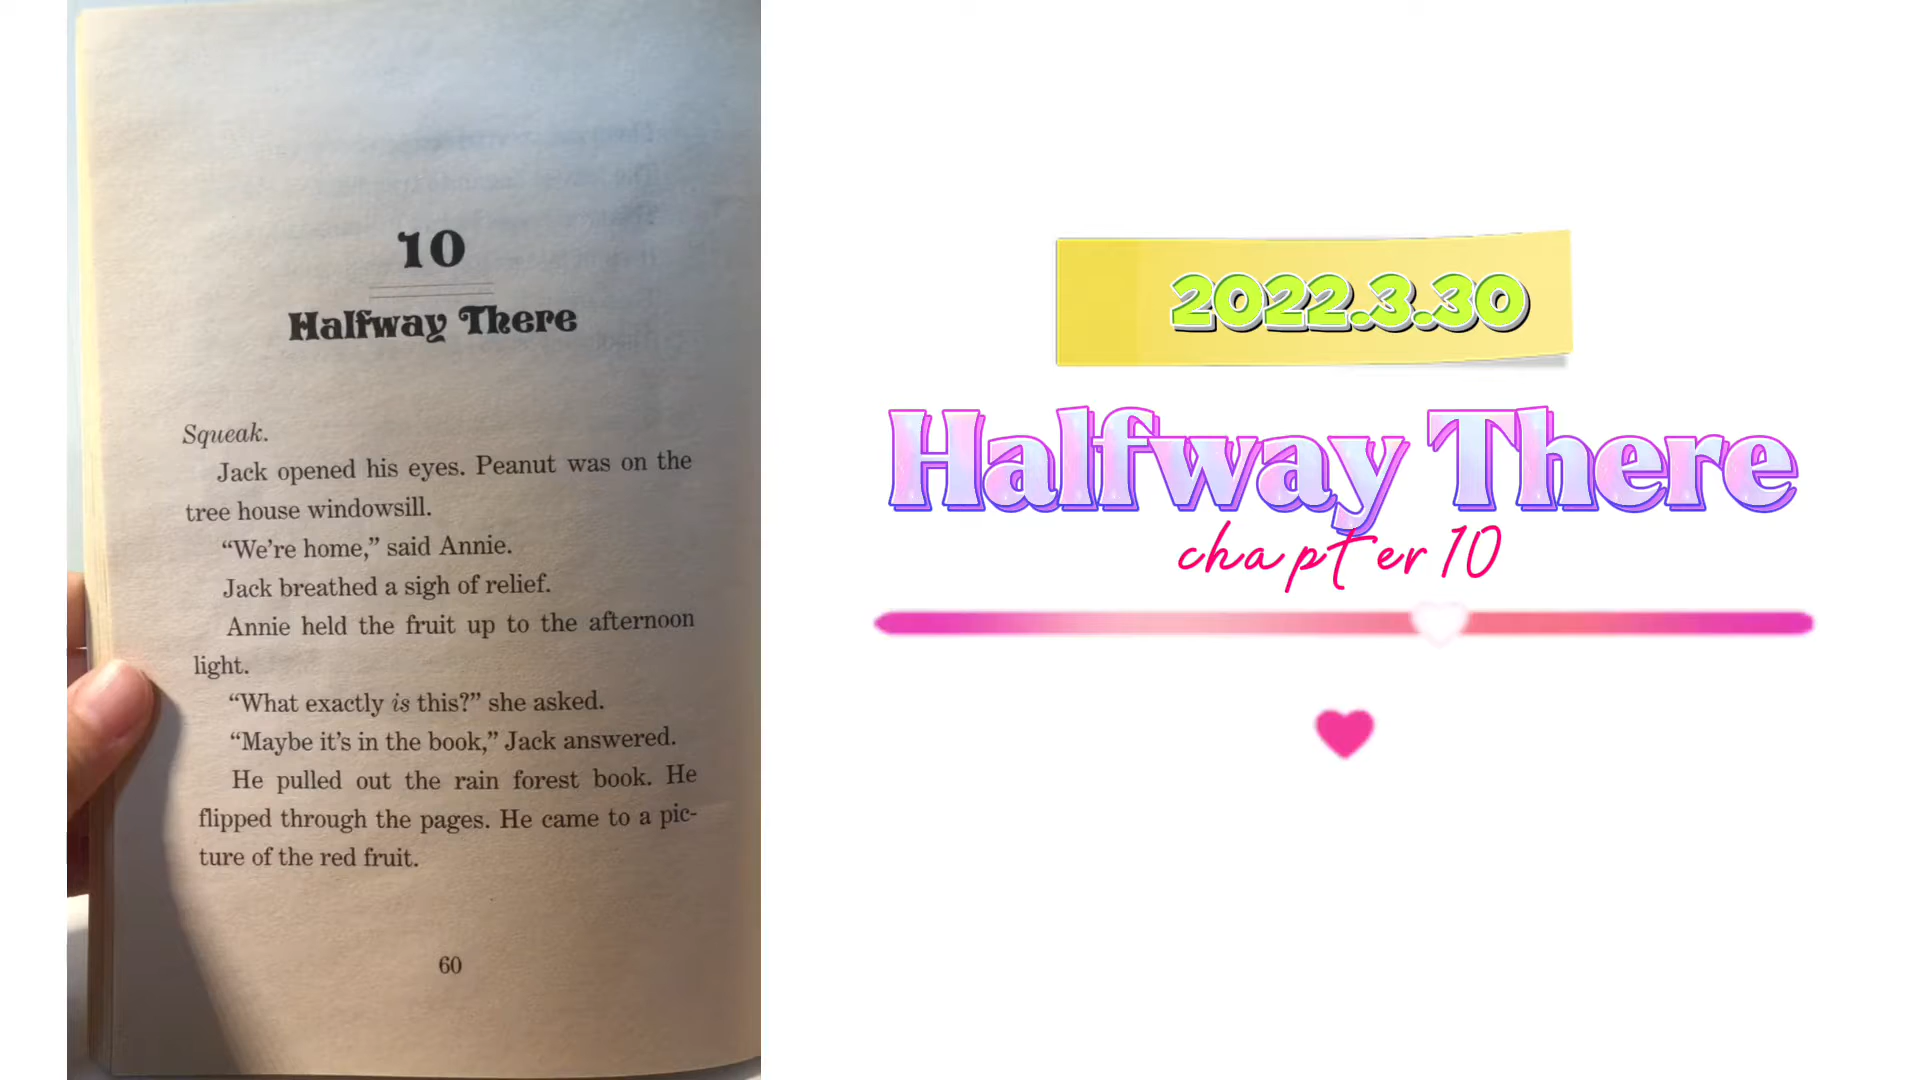 10
Halfway There
Squeak.
Jack opened his eyes. Peanut was on the
tree house windowsill.
“We’re home,” said Annie.
Jack breathed a sigh of relief.
Annie held the fruit up to the afternoon
light.
“What exactly is this?” she asked.
“Maybe it’s in the book,” Jack answered.
He pulled out the rain forest book. He
flipped through the pages. He came to a pic-
ture of the red fruit.
60
2022.3.30
Halfway There
chapter 10